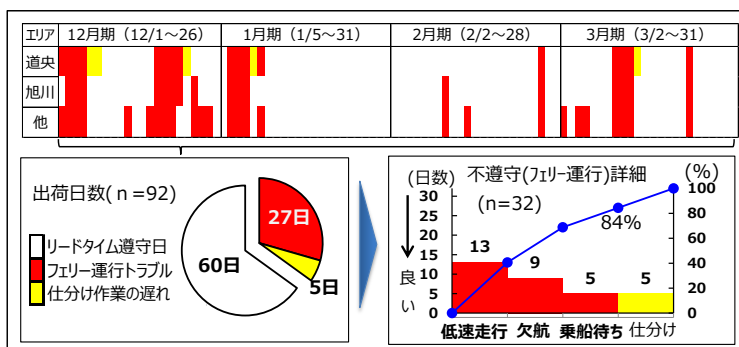 エリア 12月期（12/1～26） 1月期（1/5～31） 2月期（2/2～28） 3月期（3/2～31）
道央
旭川
他
出荷日数(ｎ=92)
リードタイム遵守日
フェリー運行トラブル
仕分け作業の遅れ
27日
60日
5日
(日数) 不遵守(フェリー運行)詳細 (%)
(n=32)
良い
30
25
20
15
10
5
0
13
9
5
5
84%
100
80
60
40
20
0
低速走行 欠航 乗船待ち 仕分け